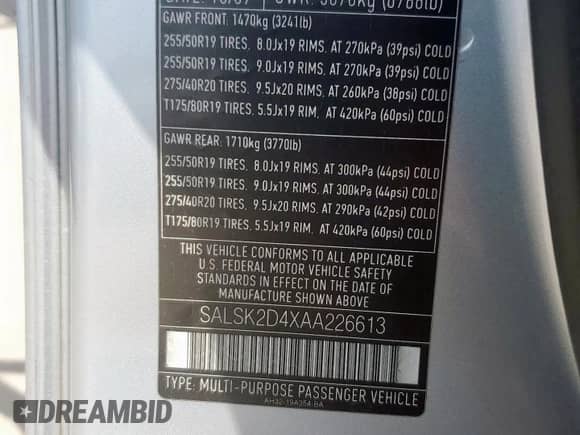 GAWR FRONT: 1470kg (3241lb)
255/50R19 TIRES, 8.0Jx19 RIMS, AT 270kPa (39psi) COLD
255/50R19 TIRES, 9.0Jx19 RIMS, AT 270kPa (39psi) COLD
275/40R20 TIRES, 9.5Jx20 RIMS, AT 260kPa (38psi) COLD
T175/80R19 TIRES, 5.5Jx19 RIM, AT 420kPa (60psi) COLD
GAWR REAR: 1710kg (3770lb)
255/50R19 TIRES, 8.0Jx19 RIMS, AT 300kPa (44psi) COLD
255/50R19 TIRES, 9.0Jx19 RIMS, AT 300kPa (44psi) COLD
275/40R20 TIRES, 9.5Jx20 RIMS, AT 290kPa (42psi) COLD
T175/80R19 TIRES, 5.5Jx19 RIM, AT 420kPa (60psi) COLD
THIS VEHICLE CONFORMS TO ALL APPLICABLE
U.S. FEDERAL MOTOR VEHICLE SAFETY
STANDARDS IN EFFECT ON THE DATE OF
MANUFACTURE SHOWN ABOVE
SALSK2D4XAA226613
TYPE: MULTI-PURPOSE PASSENGER VEHICLE
AH32-19A354-BA
DREAMBID